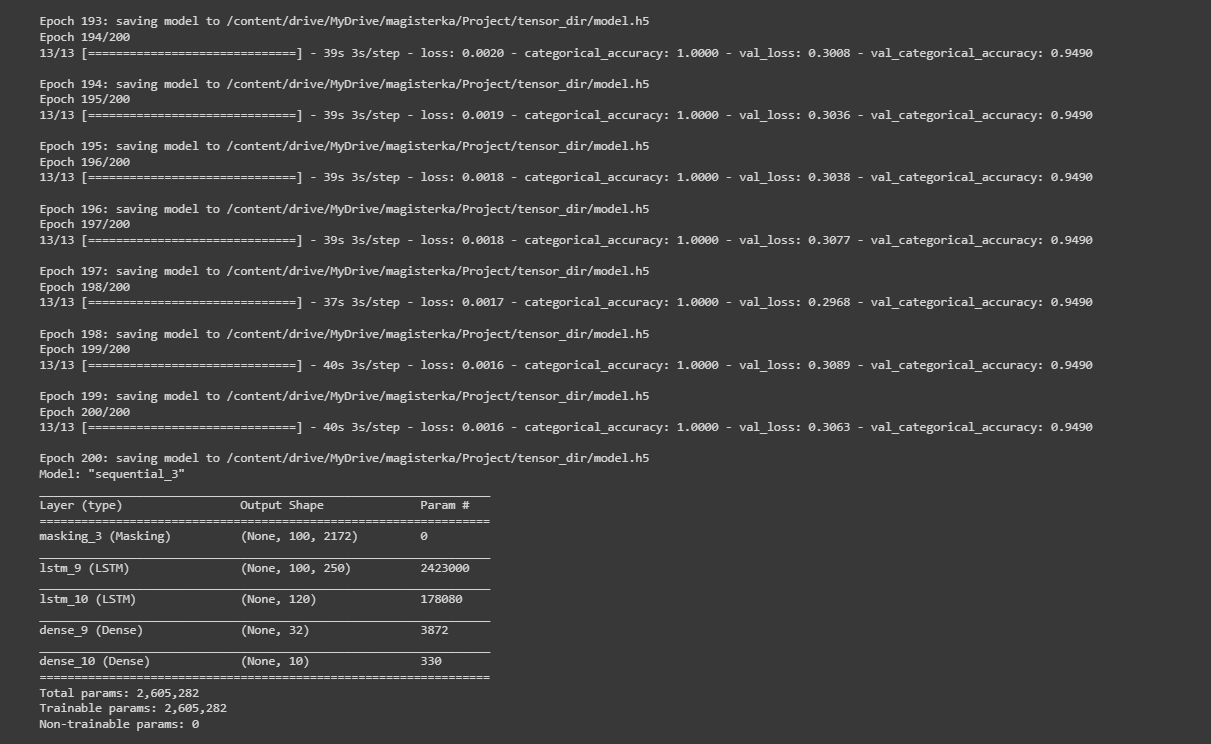 Epoch 193: saving model to /content/drive/MyDrive/magisterka/Project/tensor_dir/model.h5
Epoch 194/200
13/13 [==============================] - 39s 3s/step - loss: 0.0020 - categorical_accuracy: 1.0000 - val_loss: 0.3008 - val_categorical_accuracy: 0.9490
Epoch 194: saving model to /content/drive/MyDrive/magisterka/Project/tensor_dir/model.h5
Epoch 195/200
13/13 [==============================] - 39s 3s/step - loss: 0.0019 - categorical_accuracy: 1.0000 - val_loss: 0.3036 - val_categorical_accuracy: 0.9490
Epoch 195: saving model to /content/drive/MyDrive/magisterka/Project/tensor_dir/model.h5
Epoch 196/200
13/13 [==============================] - 39s 3s/step - loss: 0.0018 - categorical_accuracy: 1.0000 - val_loss: 0.3038 - val_categorical_accuracy: 0.9490
Epoch 196: saving model to /content/drive/MyDrive/magisterka/Project/tensor_dir/model.h5
Epoch 197/200
13/13 [==============================] - 39s 3s/step - loss: 0.0018 - categorical_accuracy: 1.0000 - val_loss: 0.3077 - val_categorical_accuracy: 0.9490
Epoch 197: saving model to /content/drive/MyDrive/magisterka/Project/tensor_dir/model.h5
Epoch 198/200
13/13 [==============================] - 37s 3s/step - loss: 0.0017 - categorical_accuracy: 1.0000 - val_loss: 0.2968 - val_categorical_accuracy: 0.9490
Epoch 198: saving model to /content/drive/MyDrive/magisterka/Project/tensor_dir/model.h5
Epoch 199/200
13/13 [==============================] - 40s 3s/step - loss: 0.0016 - categorical_accuracy: 1.0000 - val_loss: 0.3089 - val_categorical_accuracy: 0.9490
Epoch 199: saving model to /content/drive/MyDrive/magisterka/Project/tensor_dir/model.h5
Epoch 200/200
13/13 [==============================] - 40s 3s/step - loss: 0.0016 - categorical_accuracy: 1.0000 - val_loss: 0.3063 - val_categorical_accuracy: 0.9490
Epoch 200: saving model to /content/drive/MyDrive/magisterka/Project/tensor_dir/model.h5
Model: "sequential_3"
_________________________________________________________________
Layer (type) Output Shape Param #
=================================================================
masking_3 (Masking) (None, 100, 2172) 0
_________________________________________________________________
lstm_9 (LSTM) (None, 100, 250) 2423000
_________________________________________________________________
lstm_10 (LSTM) (None, 120) 178080
_________________________________________________________________
dense_9 (Dense) (None, 32) 3872
_________________________________________________________________
dense_10 (Dense) (None, 10) 330
=================================================================
Total params: 2,605,282
Trainable params: 2,605,282
Non-trainable params: 0